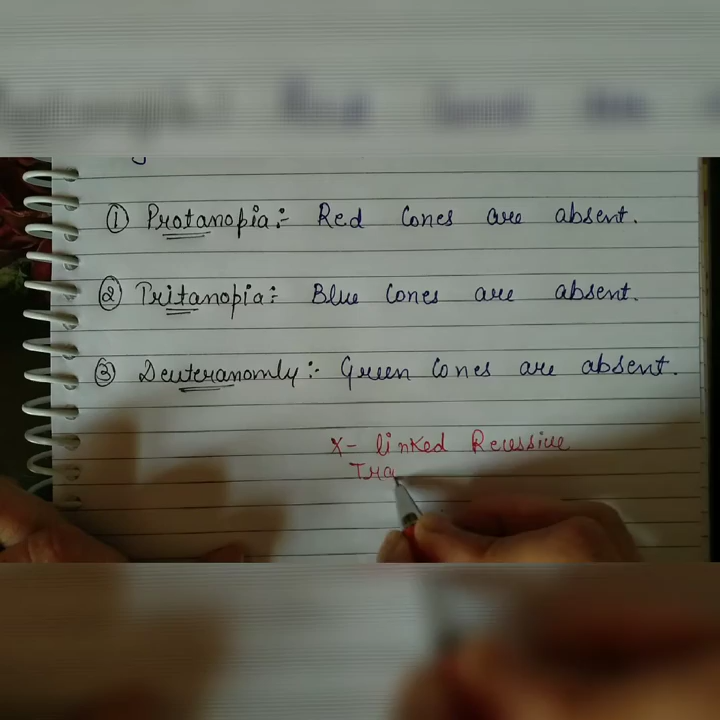 ① Protanopia:- Red Cones are absent.
② Tritanopia:- Blue Cones are absent.
③ Deuteranomly:- Green Cones are absent.
X- linked Recessive
Tra